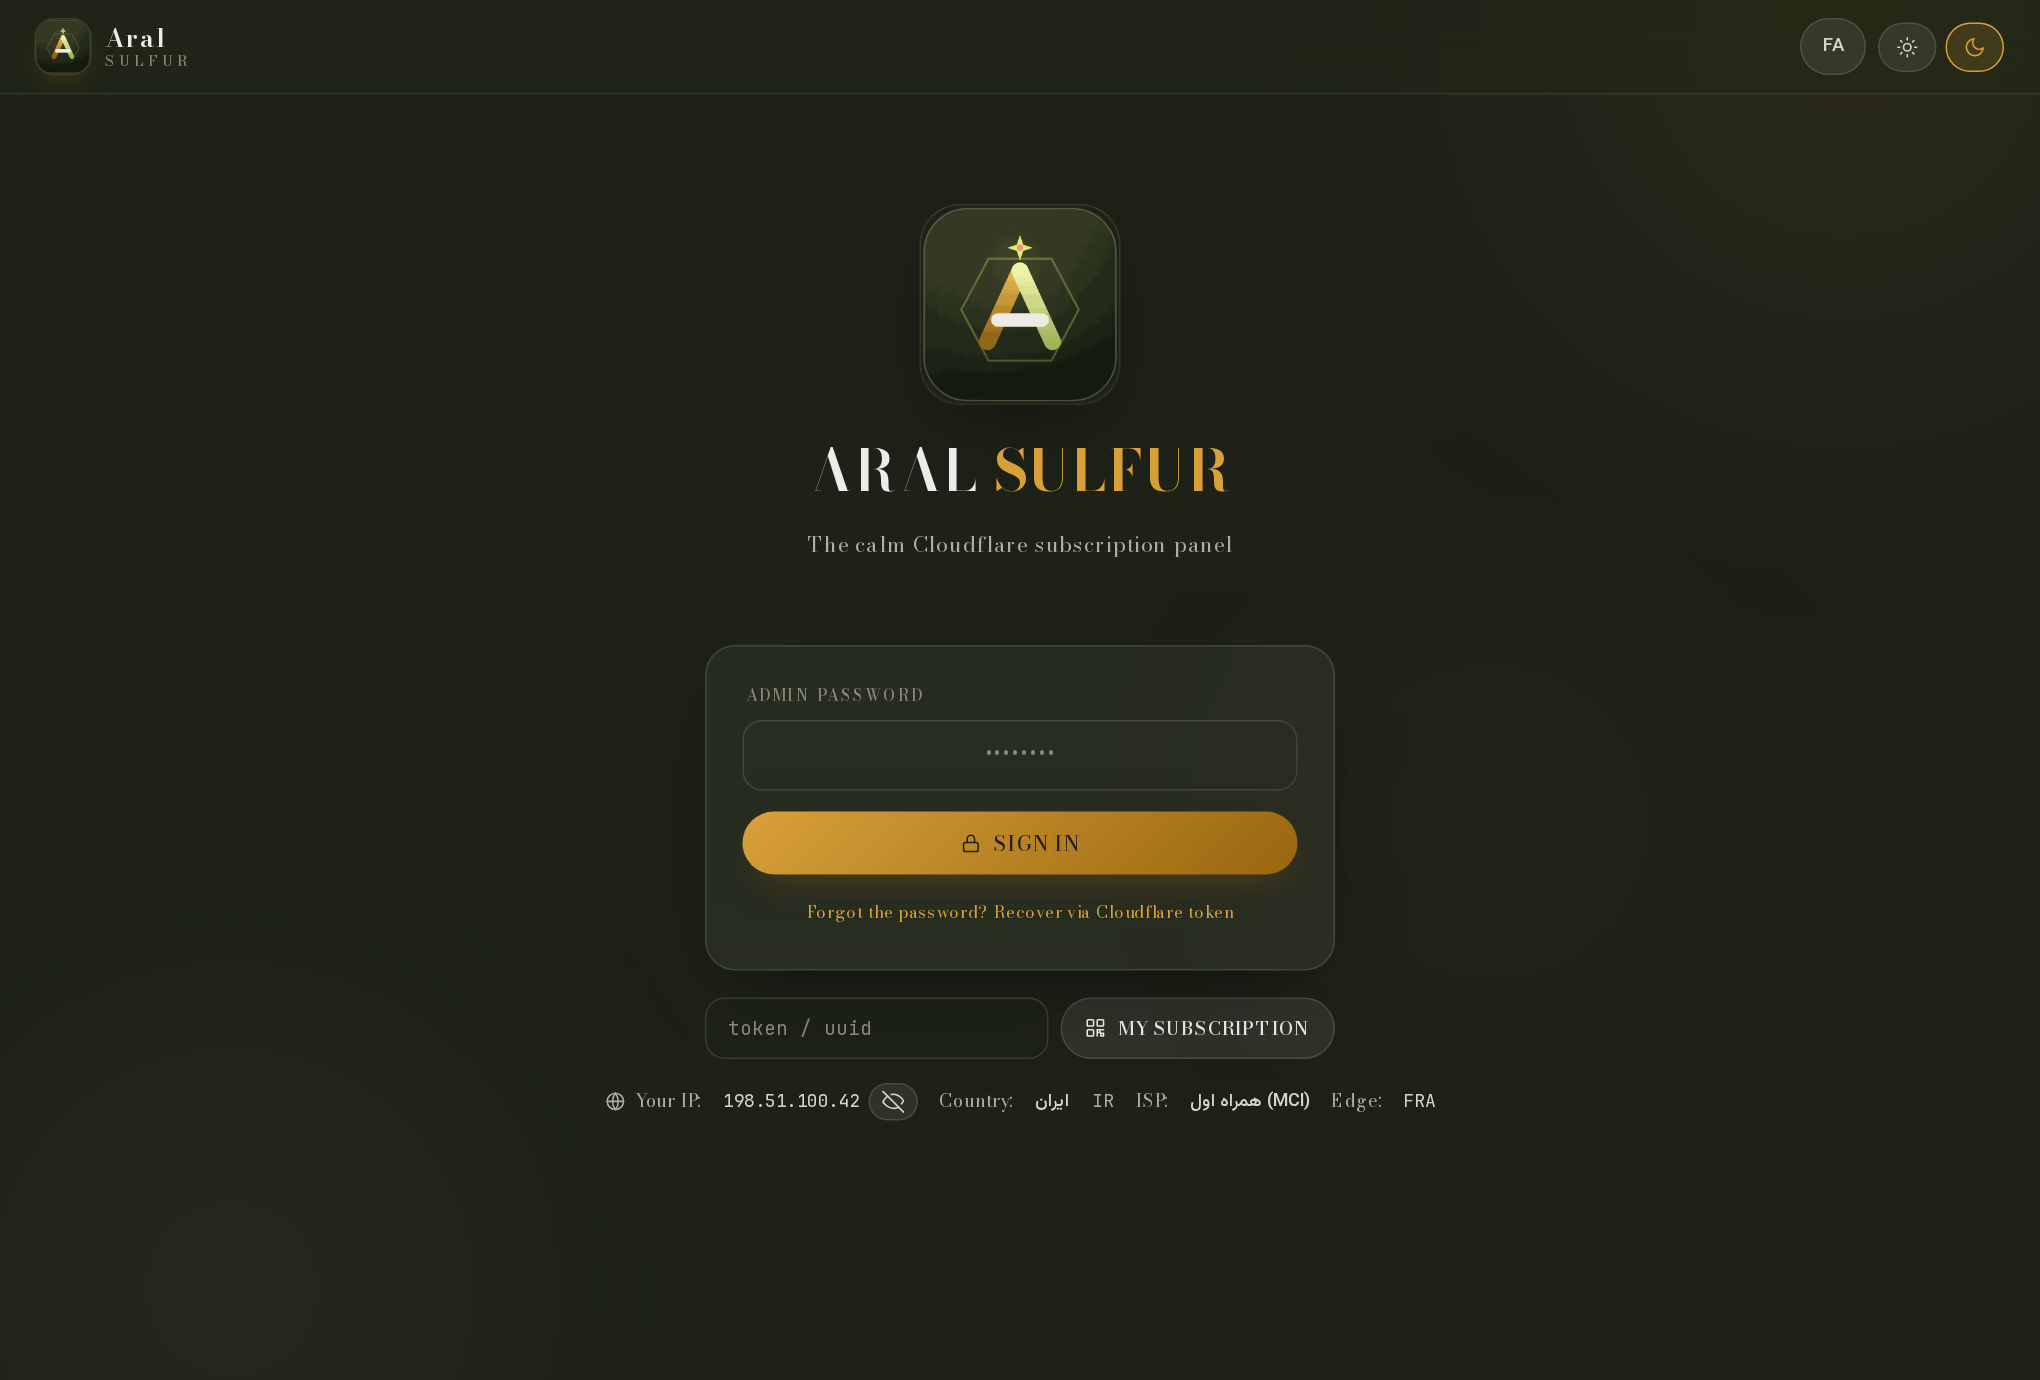 Aral
SULFUR
FA
ARAL SULFUR
The calm Cloudflare subscription panel
ADMIN PASSWORD
••••••••
SIGN IN
Forgot the password? Recover via Cloudflare token
token / uuid
MY SUBSCRIPTION
Your IP: 198.51.100.42 Country: ایران IR ISP: همراه اول (MCI) Edge: FRA